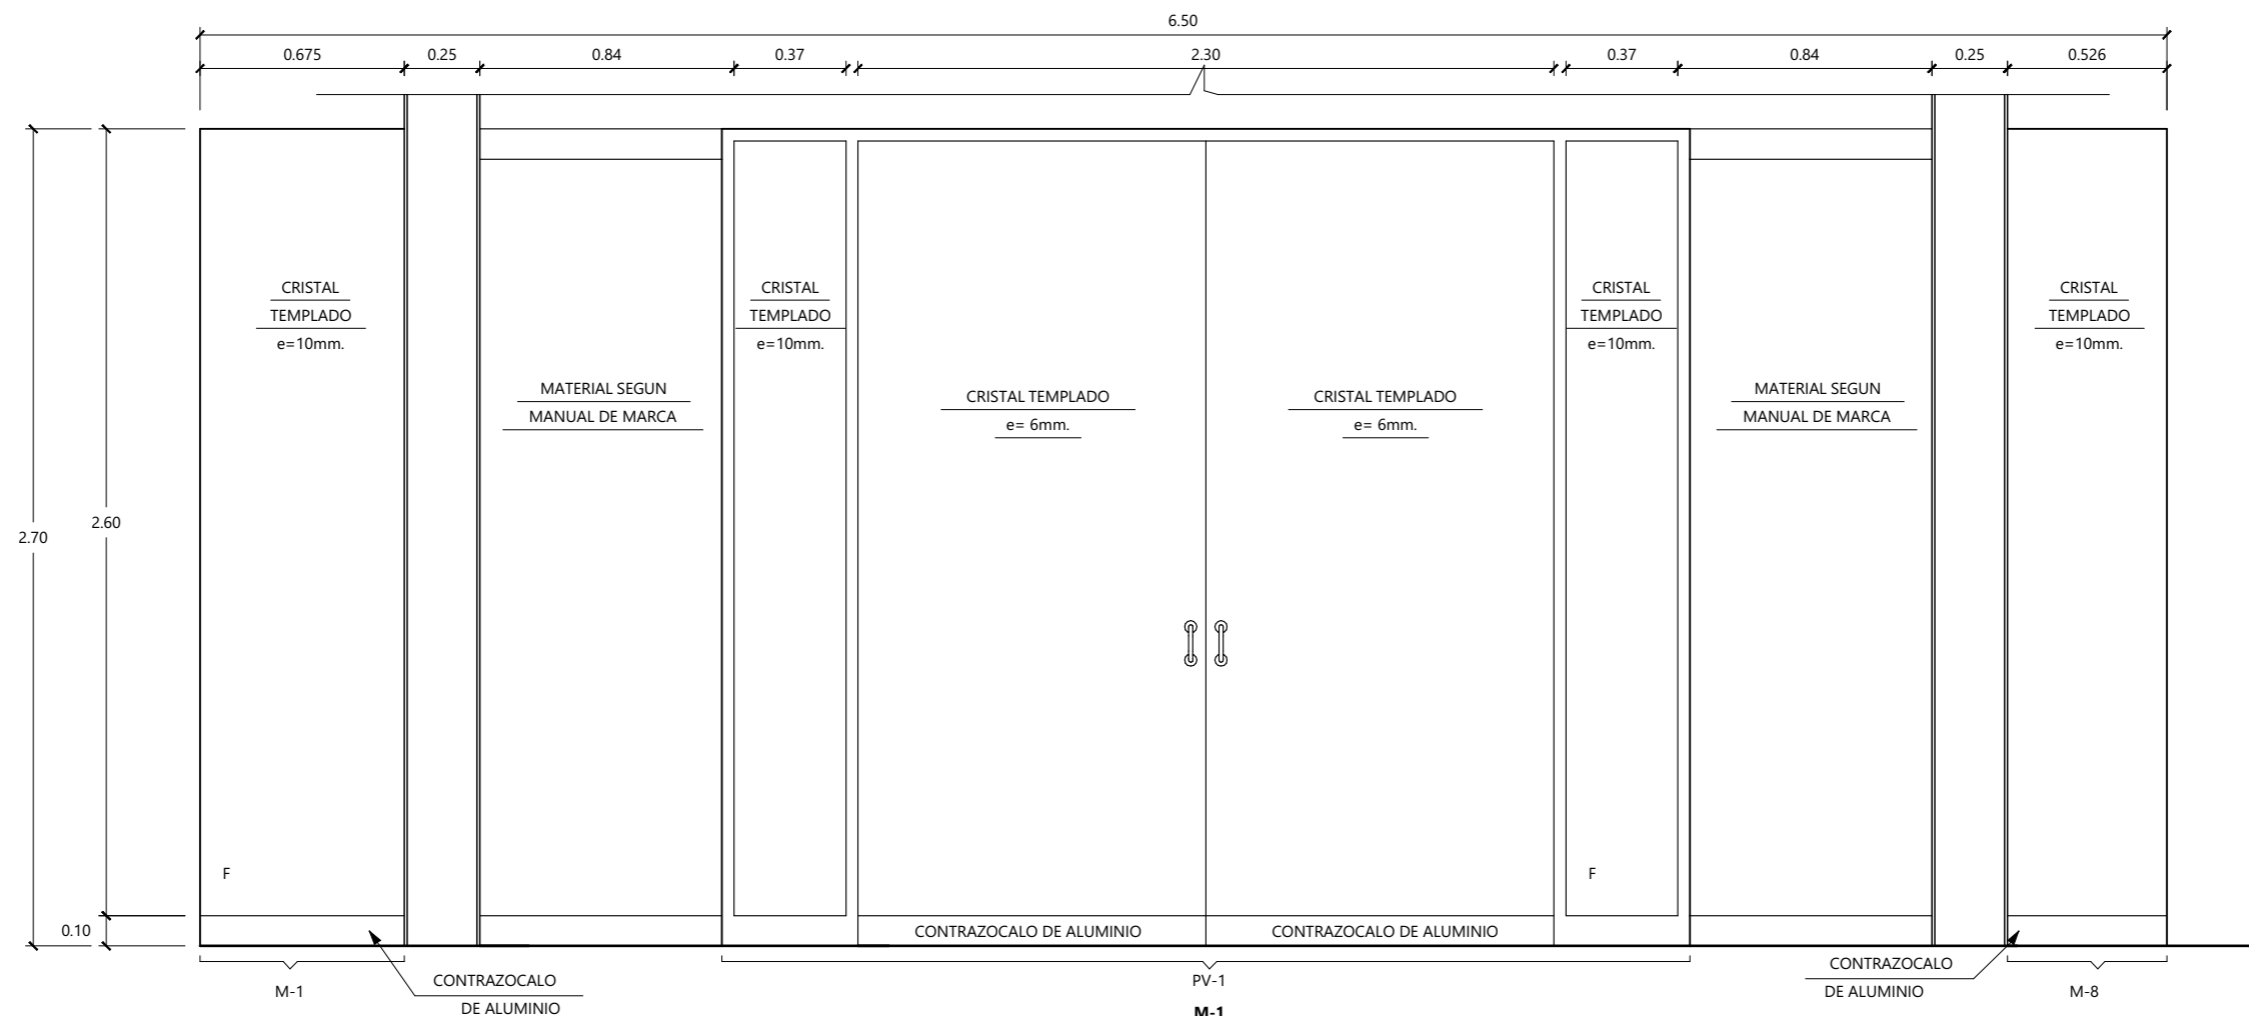 6.50
0.675 0.25 0.84 0.37 2.30 0.37 0.84 0.25 0.526
CRISTAL
TEMPLADO
e=10mm.
CRISTAL
TEMPLADO
e=10mm.
CRISTAL
TEMPLADO
e=10mm.
CRISTAL
TEMPLADO
e=10mm.
MATERIAL SEGUN
MANUAL DE MARCA
CRISTAL TEMPLADO
e= 6mm.
CRISTAL TEMPLADO
e= 6mm.
MATERIAL SEGUN
MANUAL DE MARCA
2.70
2.60
F
F
0.10
CONTRAZOCALO DE ALUMINIO
CONTRAZOCALO DE ALUMINIO
M-1
CONTRAZOCALO
DE ALUMINIO
PV-1
M-1
CONTRAZOCALO
DE ALUMINIO
M-8